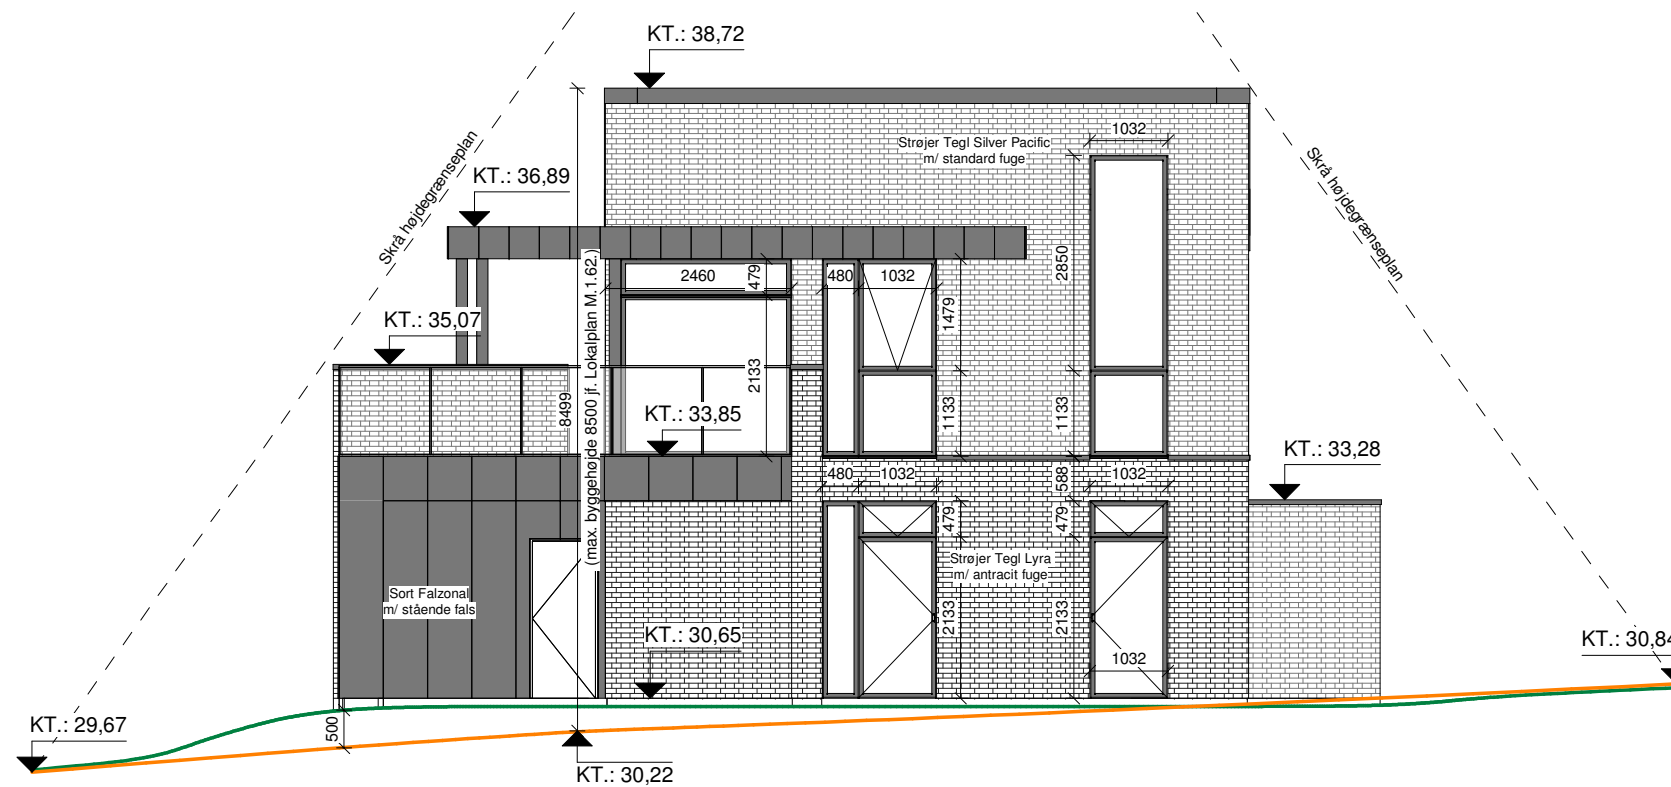 KT.: 38,72
Skrå højdegrænseplan
Skrå højdegrænseplan
Strøjer Tegl Silver Pacific
m/ standard fuge
1032
KT.: 36,89
2460
479
480
1032
2850
1479
KT.: 35,07
8499
(max. byggehøjde 8500 jf. Lokalplan M.1.62.)
2133
1133
1133
KT.: 33,85
KT.: 33,28
480
1032
588
1032
479
479
Strøjer Tegl Lyra
m/ antracit fuge
Sort Falzonal
m/ stående fals
2133
2133
KT.: 30,65
1032
KT.: 30,84
KT.: 29,67
500
KT.: 30,22